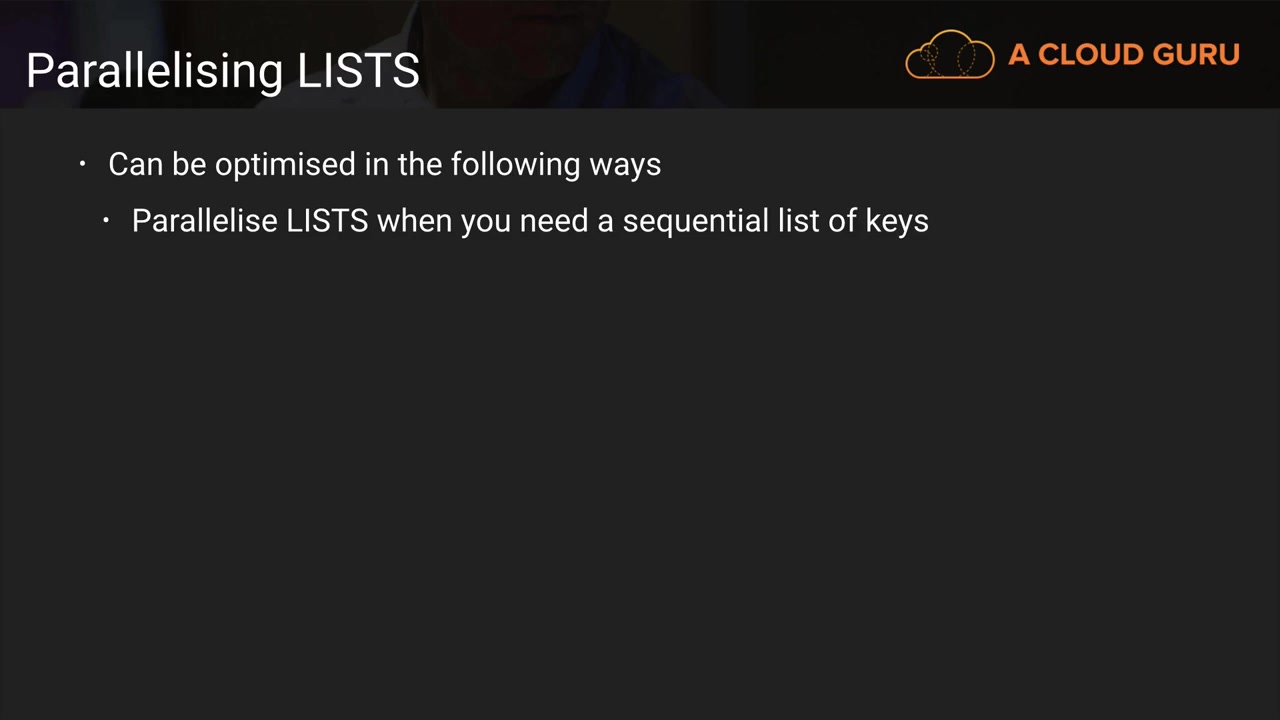 Parallelising LISTS
A CLOUD GURU
· Can be optimised in the following ways
· Parallelise LISTS when you need a sequential list of keys